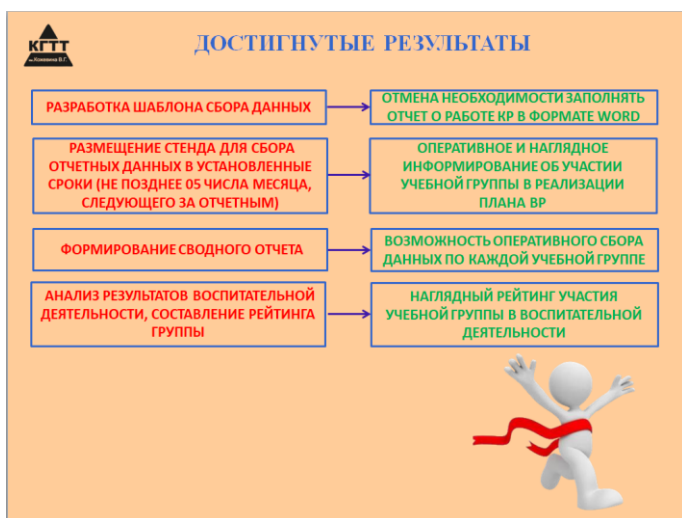 КГТТ
им.Кожевина В.Г.
ДОСТИГНУТЫЕ РЕЗУЛЬТАТЫ
РАЗРАБОТКА ШАБЛОНА СБОРА ДАННЫХ
ОТМЕНА НЕОБХОДИМОСТИ ЗАПОЛНЯТЬ
ОТЧЕТ О РАБОТЕ КР В ФОРМАТЕ WORD
РАЗМЕЩЕНИЕ СТЕНДА ДЛЯ СБОРА
ОТЧЕТНЫХ ДАННЫХ В УСТАНОВЛЕННЫЕ
СРОКИ (НЕ ПОЗДНЕЕ 05 ЧИСЛА МЕСЯЦА,
СЛЕДУЮЩЕГО ЗА ОТЧЕТНЫМ)
ОПЕРАТИВНОЕ И НАГЛЯДНОЕ
ИНФОРМИРОВАНИЕ ОБ УЧАСТИИ
УЧЕБНОЙ ГРУППЫ В РЕАЛИЗАЦИИ
ПЛАНА ВР
ФОРМИРОВАНИЕ СВОДНОГО ОТЧЕТА
ВОЗМОЖНОСТЬ ОПЕРАТИВНОГО СБОРА
ДАННЫХ ПО КАЖДОЙ УЧЕБНОЙ ГРУППЕ
АНАЛИЗ РЕЗУЛЬТАТОВ ВОСПИТАТЕЛЬНОЙ
ДЕЯТЕЛЬНОСТИ, СОСТАВЛЕНИЕ РЕЙТИНГА
ГРУППЫ
НАГЛЯДНЫЙ РЕЙТИНГ УЧАСТИЯ
УЧЕБНОЙ ГРУППЫ В ВОСПИТАТЕЛЬНОЙ
ДЕЯТЕЛЬНОСТИ